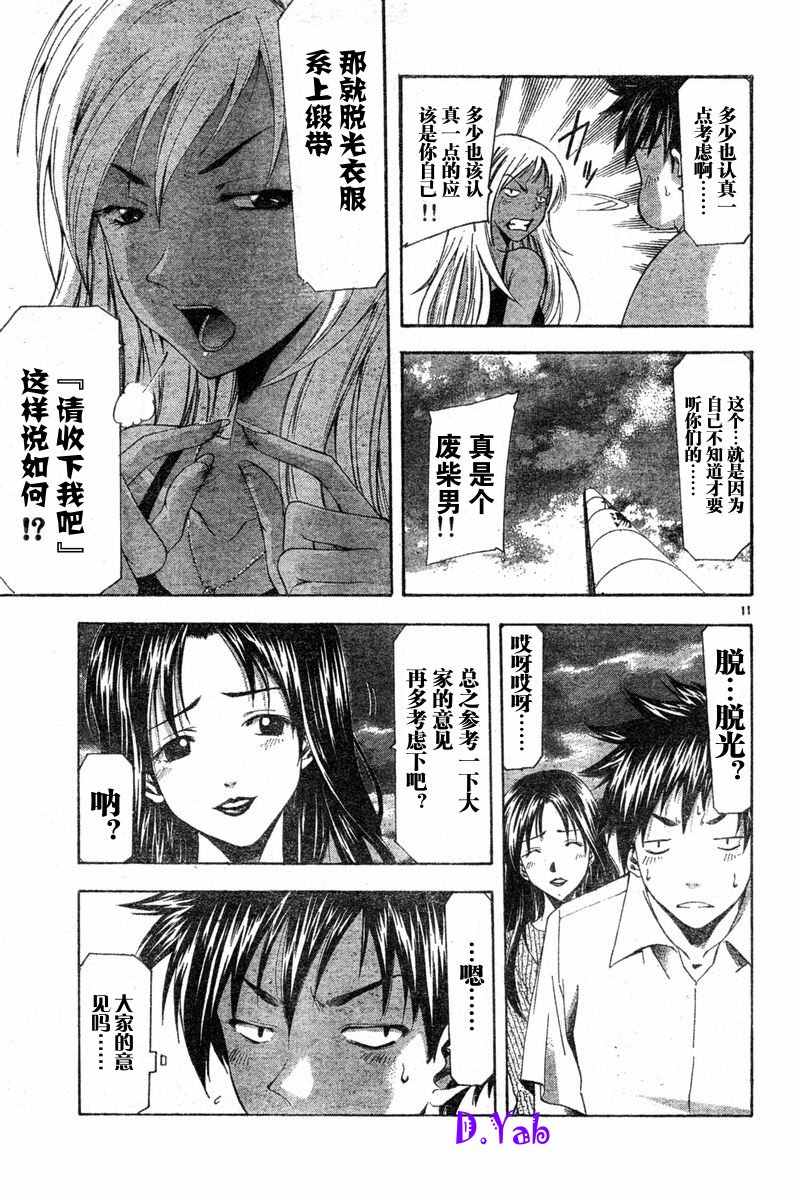 多少也认真一
点考虑啊……
多少也该认
真一点的应
该是你自己
!!
这个…就是因为
自己不知道才要
听你们的……
真是个
废柴男
!!
那就脱光衣服
系上缎带
『请收下我吧』
这样说如何!?
11
脱…脱光?
哎呀哎呀
……
总之参考一下大
家的意见
再多考虑下吧?
呐?
…嗯……
大家的意
见吗……
D.Yab